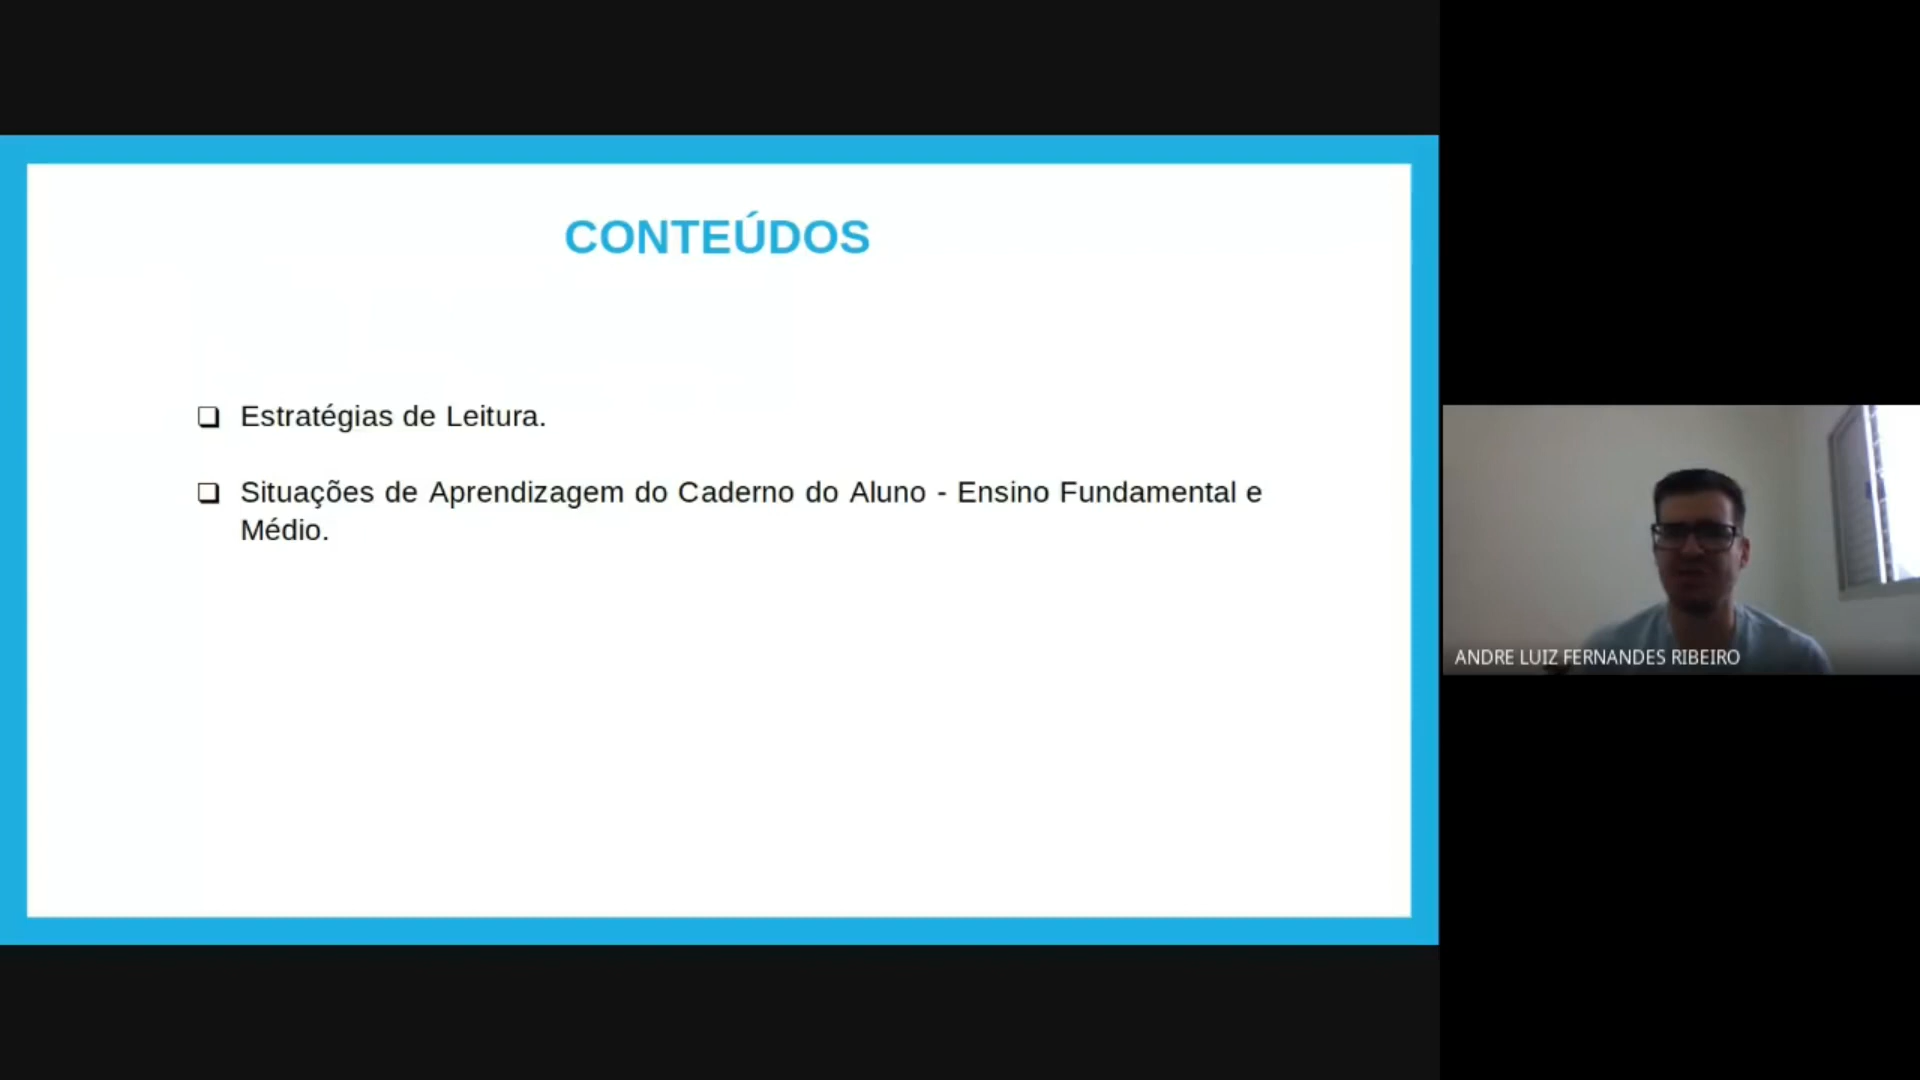 CONTEÚDOS
❑ Estratégias de Leitura.
❑ Situações de Aprendizagem do Caderno do Aluno - Ensino Fundamental e
Médio.
ANDRE LUIZ FERNANDES RIBEIRO